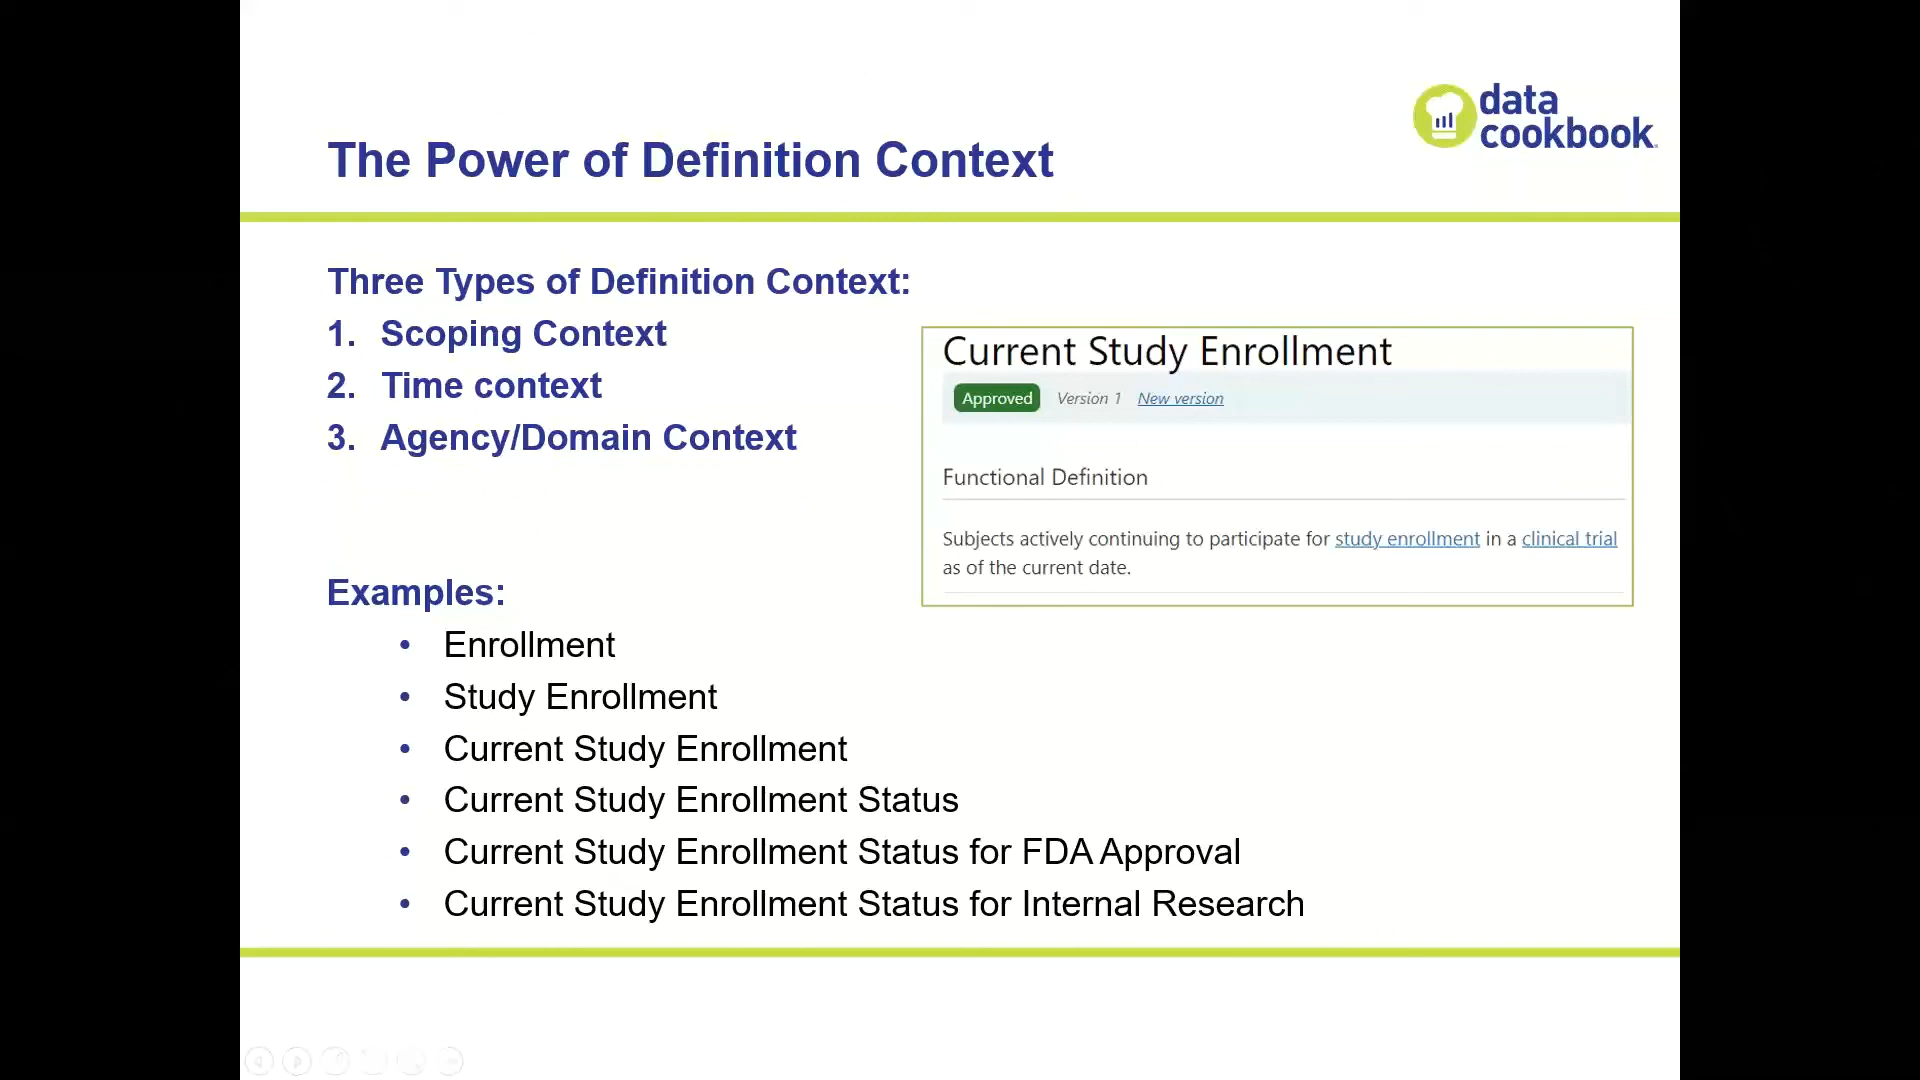 data
cookbook.
The Power of Definition Context
Three Types of Definition Context:
1. Scoping Context
2. Time context
3. Agency/Domain Context
Current Study Enrollment
Approved Version 1 New version
Functional Definition
Subjects actively continuing to participate for study enrollment in a clinical trial
as of the current date.
Examples:
• Enrollment
• Study Enrollment
• Current Study Enrollment
• Current Study Enrollment Status
• Current Study Enrollment Status for FDA Approval
• Current Study Enrollment Status for Internal Research